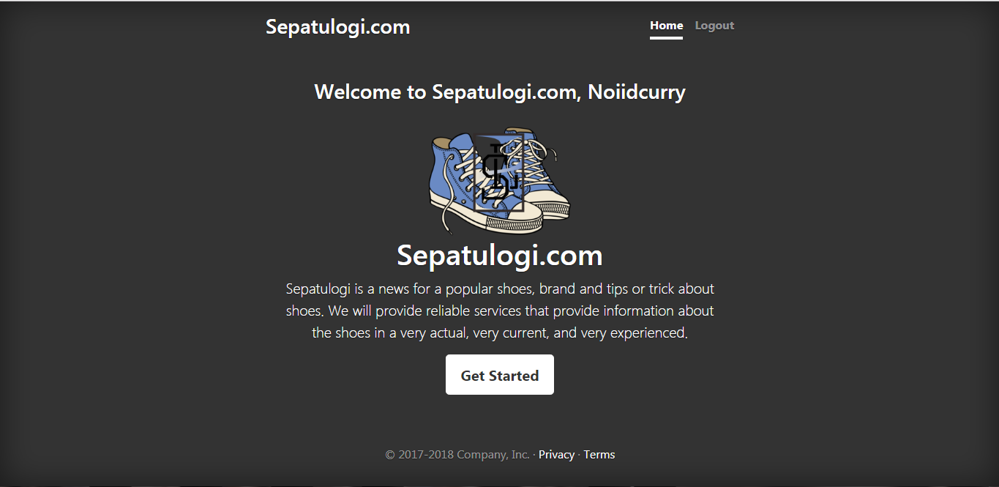 Sepatulogi.com
Home Logout
Welcome to Sepatulogi.com, Noiidcurry
Sepatulogi.com
Sepatulogi is a news for a popular shoes, brand and tips or trick about
shoes. We will provide reliable services that provide information about
the shoes in a very actual, very current, and very experienced.
Get Started
© 2017-2018 Company, Inc. · Privacy · Terms